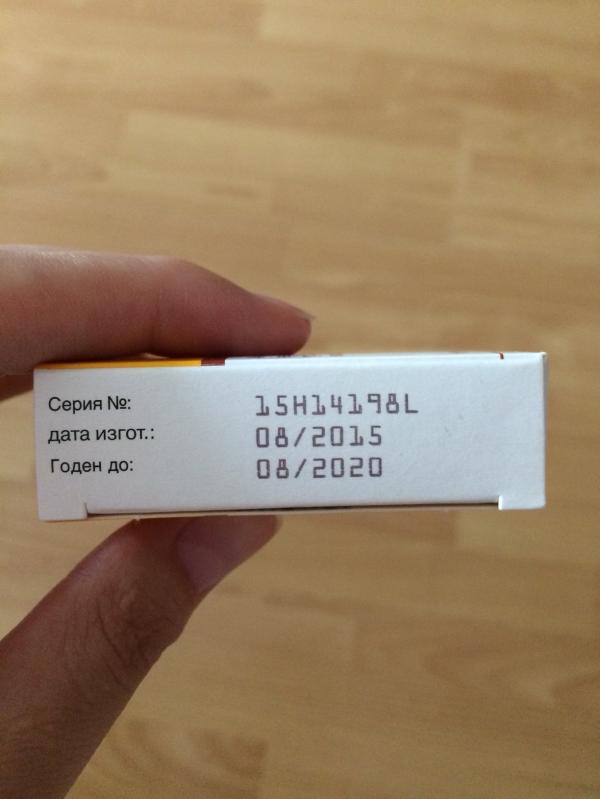 Серия №: 15H14198L
дата изгот.: 08/2015
Годен до: 08/2020